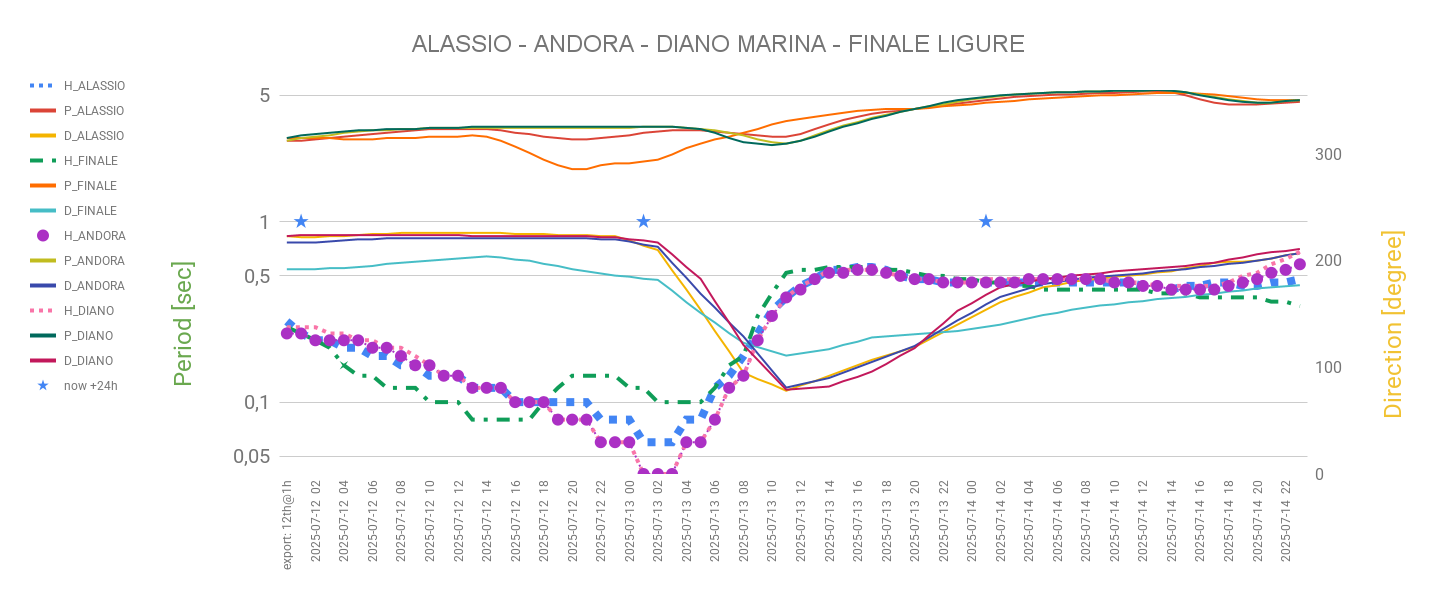 ALASSIO - ANDORA - DIANO MARINA - FINALE LIGURE
H_ALASSIO
P_ALASSIO
D_ALASSIO
H_FINALE
P_FINALE
D_FINALE
H_ANDORA
P_ANDORA
D_ANDORA
H_DIANO
P_DIANO
D_DIANO
now +24h
Period [sec]
5
1
0,5
0,1
0,05
300
200
100
0
Direction [degree]
export: 12th@1h
2025-07-12 02
2025-07-12 04
2025-07-12 06
2025-07-12 08
2025-07-12 10
2025-07-12 12
2025-07-12 14
2025-07-12 16
2025-07-12 18
2025-07-12 20
2025-07-12 22
2025-07-13 00
2025-07-13 02
2025-07-13 04
2025-07-13 06
2025-07-13 08
2025-07-13 10
2025-07-13 12
2025-07-13 14
2025-07-13 16
2025-07-13 18
2025-07-13 20
2025-07-13 22
2025-07-14 00
2025-07-14 02
2025-07-14 04
2025-07-14 06
2025-07-14 08
2025-07-14 10
2025-07-14 12
2025-07-14 14
2025-07-14 16
2025-07-14 18
2025-07-14 20
2025-07-14 22